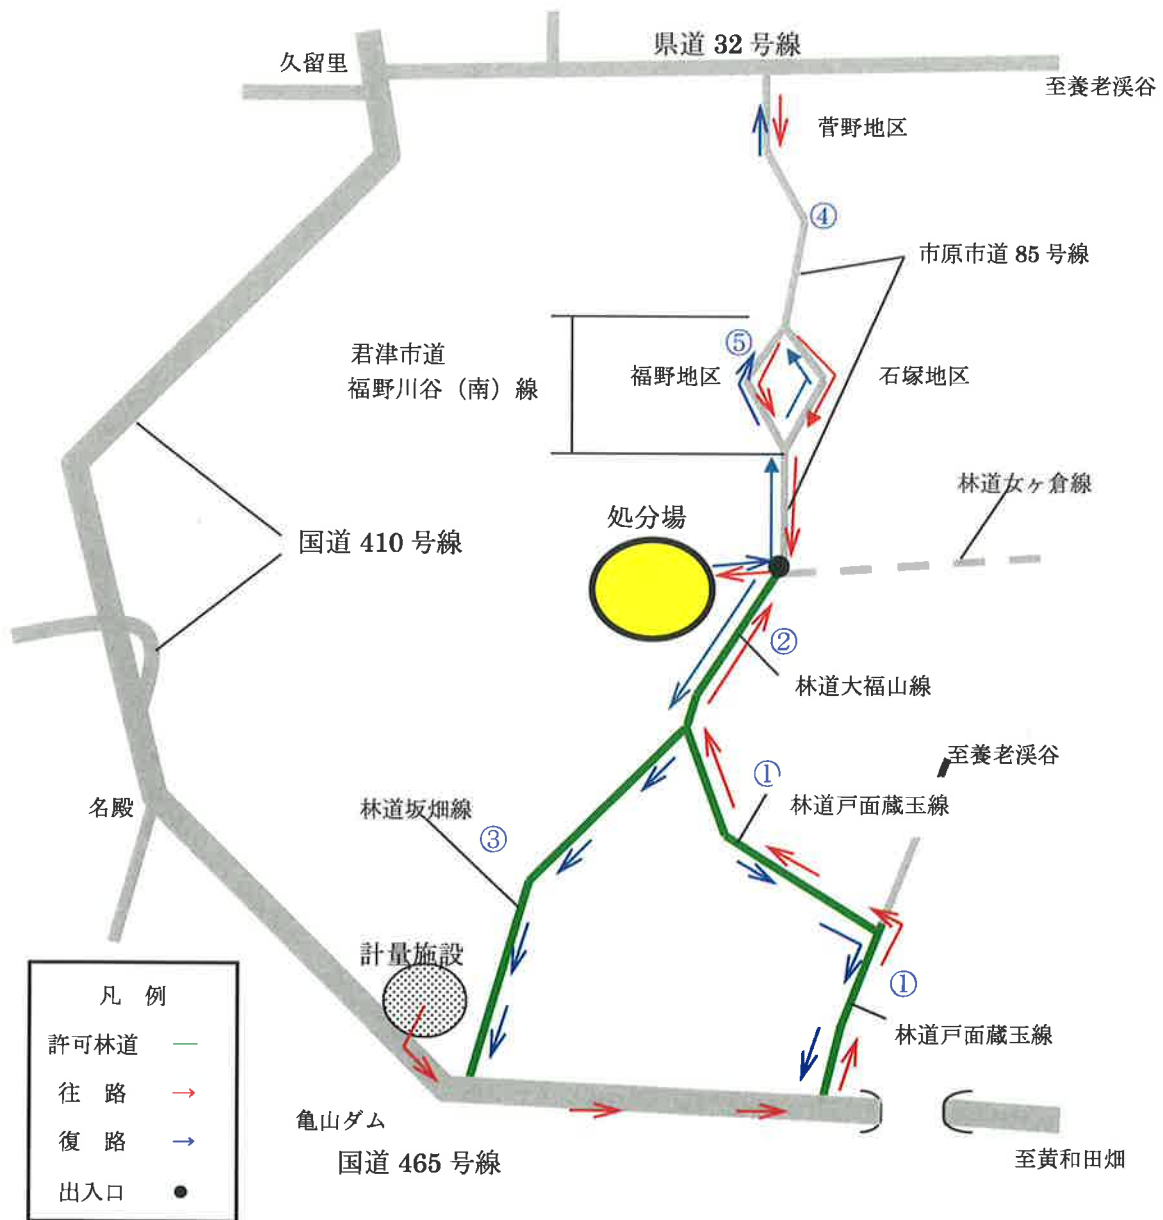 県道 32 号線
久留里
至養老渓谷
菅野地区
④
市原市道 85 号線
⑤
君津市道
福野川谷（南）線
福野地区
石塚地区
林道女ヶ倉線
処分場
国道 410 号線
②
林道大福山線
至養老渓谷
①
林道戸面蔵玉線
名殿
林道坂畑線
③
計量施設
①
林道戸面蔵玉線
凡 例
許可林道
往 路
復 路
出入口
亀山ダム
国道 465 号線
至黄和田畑